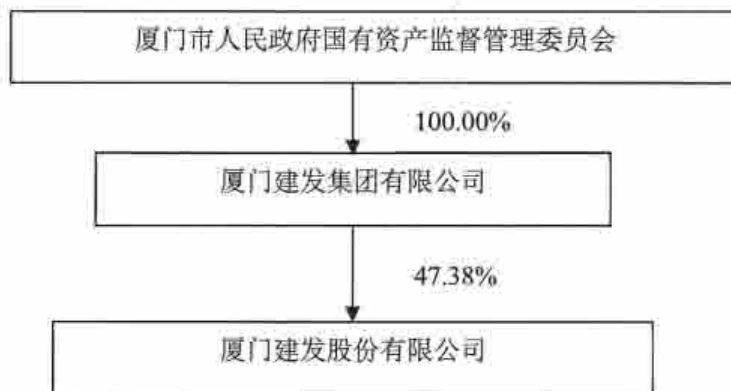 厦门市人民政府国有资产监督管理委员会
100.00%
厦门建发集团有限公司
47.38%
厦门建发股份有限公司